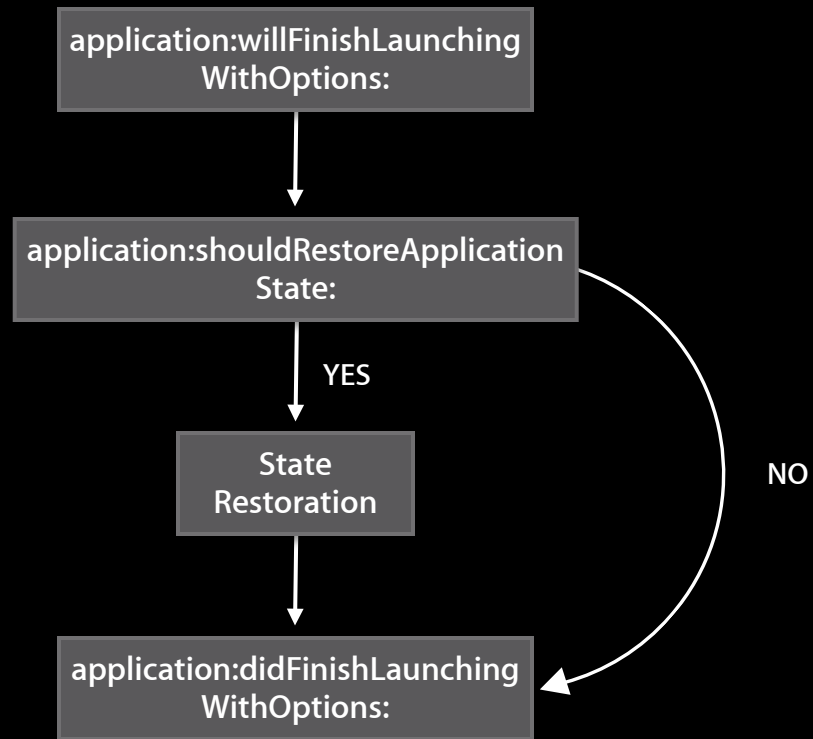 application:willFinishLaunching
WithOptions:
application:shouldRestoreApplication
State:
YES
State
Restoration
NO
application:didFinishLaunching
WithOptions: